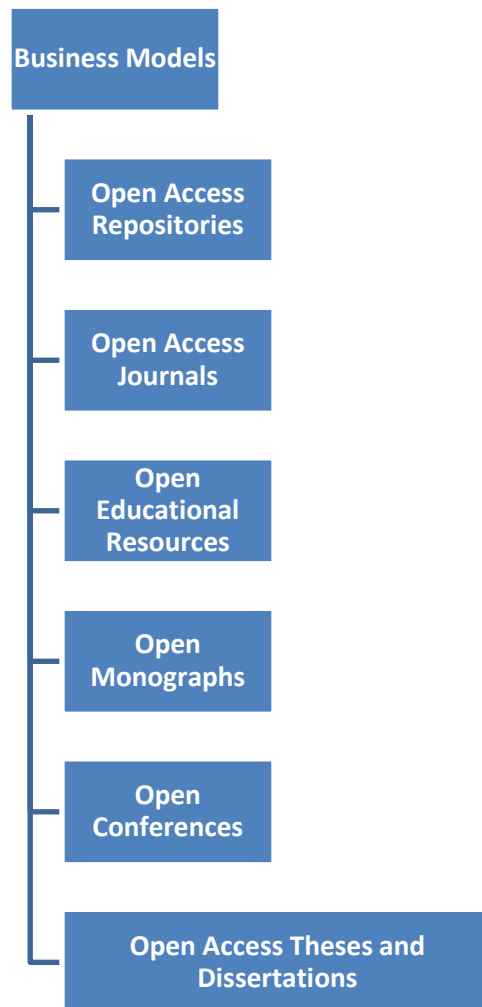 Business Models
Open Access
Repositories
Open Access
Journals
Open
Educational
Resources
Open
Monographs
Open
Conferences
Open Access Theses and
Dissertations